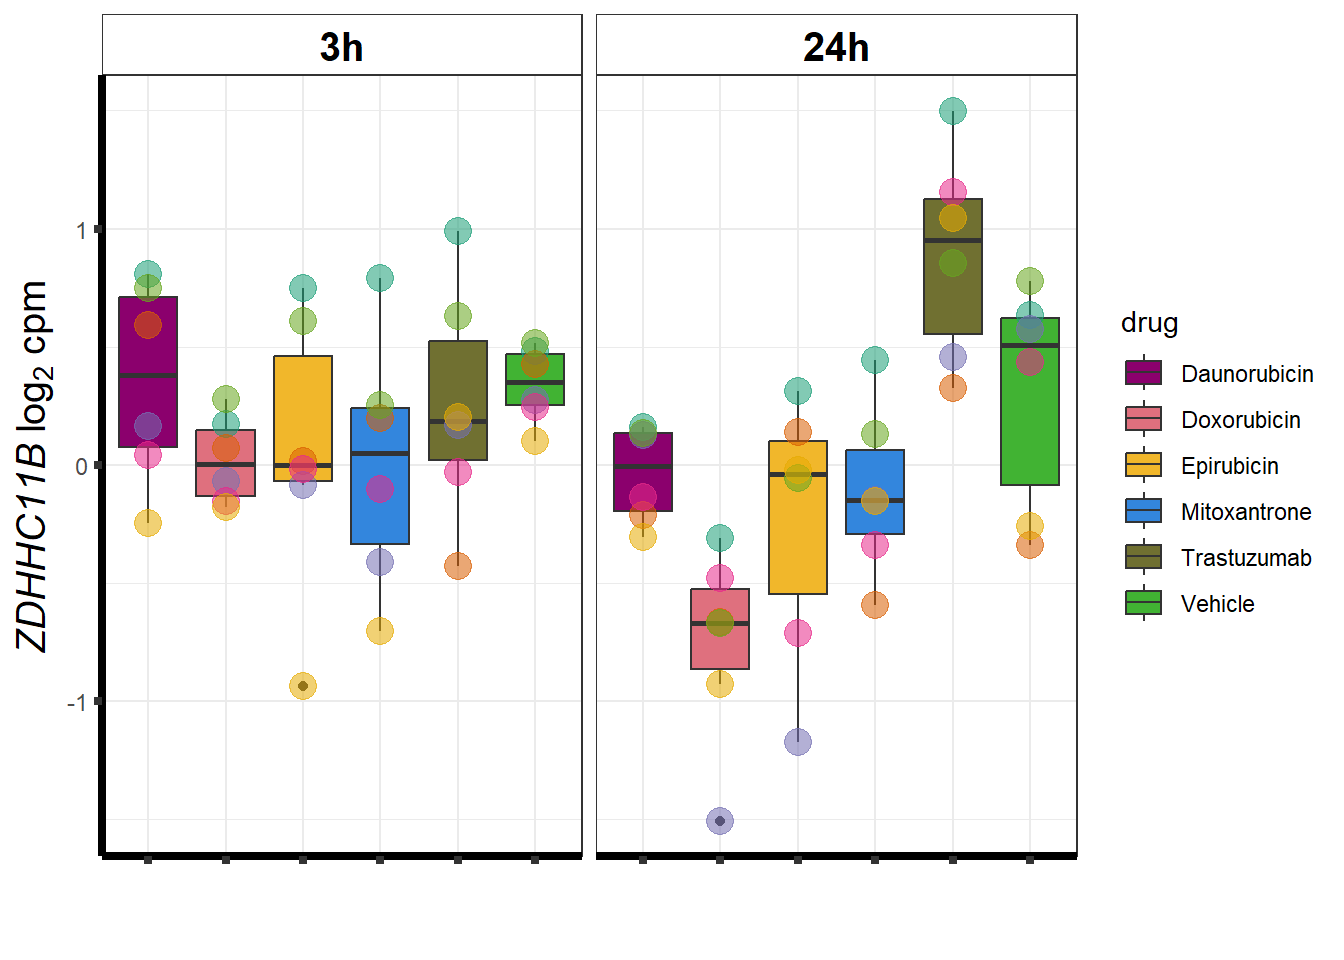 3h
24h
ZDHHC11B log2 cpm
1
0
-1
drug
Daunorubicin
Doxorubicin
Epirubicin
Mitoxantrone
Trastuzumab
Vehicle